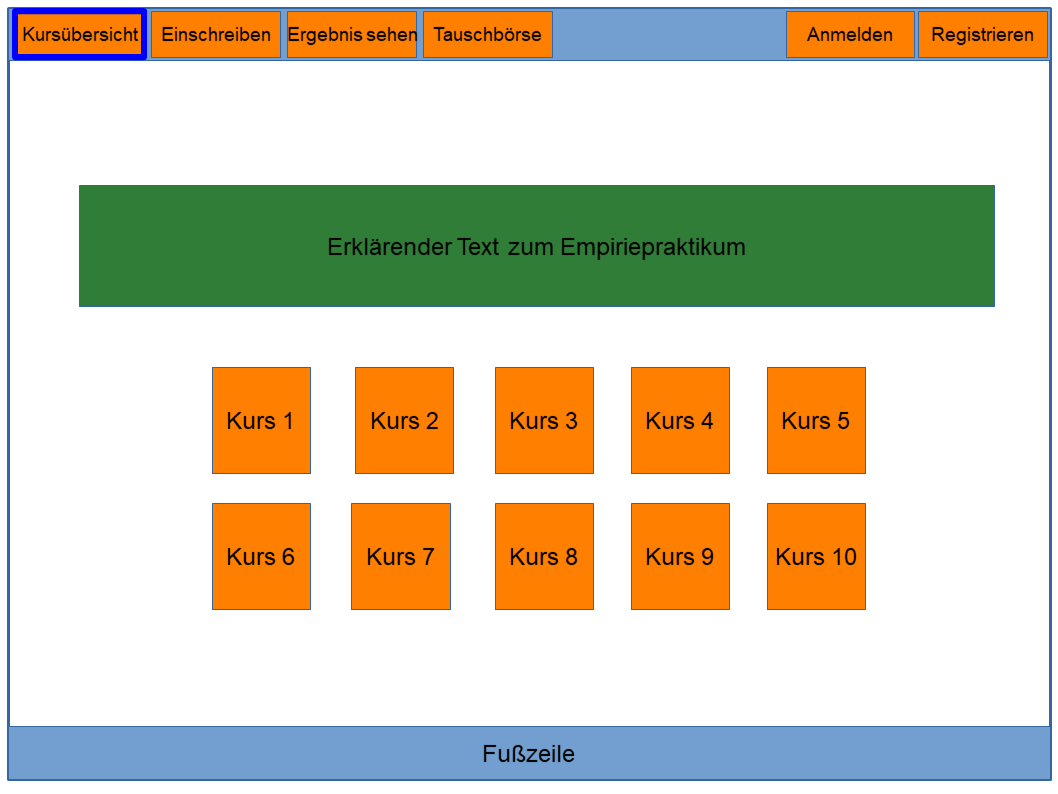 Kursübersicht Einschreiben Ergebnis sehen Tauschbörse Anmelden Registrieren
Erklärender Text zum Empiriepraktikum
Kurs 1 Kurs 2 Kurs 3 Kurs 4 Kurs 5
Kurs 6 Kurs 7 Kurs 8 Kurs 9 Kurs 10
Fußzeile